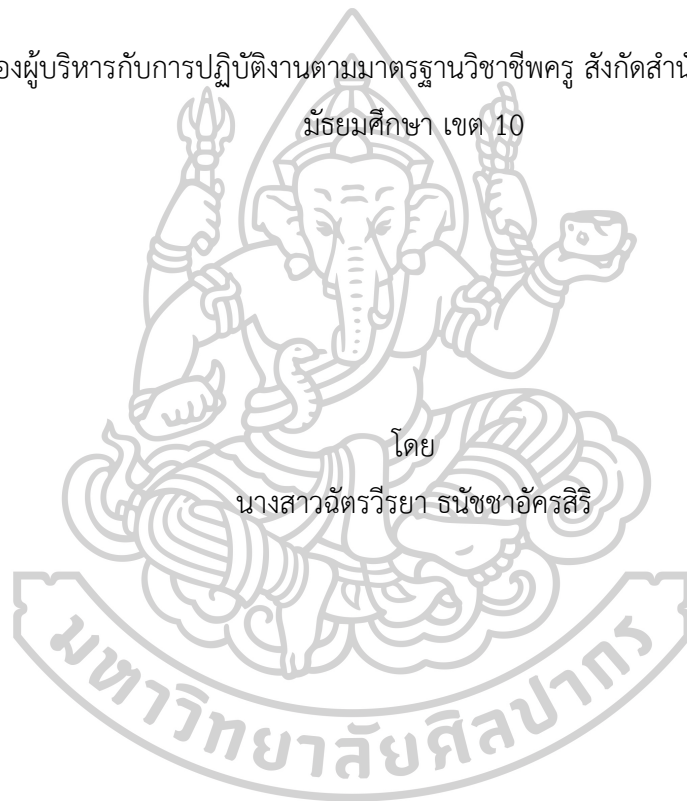 องผู้บริหารกับการปฏิบัติงานตามมาตรฐานวิชาชีพครู สังกัด
มัธยมศึกษา เขต 10
โดย
นางสาวฉัตรวีรยา ธนัชชาอัครสิริ
มหาวิทยาลัยศิลปากร